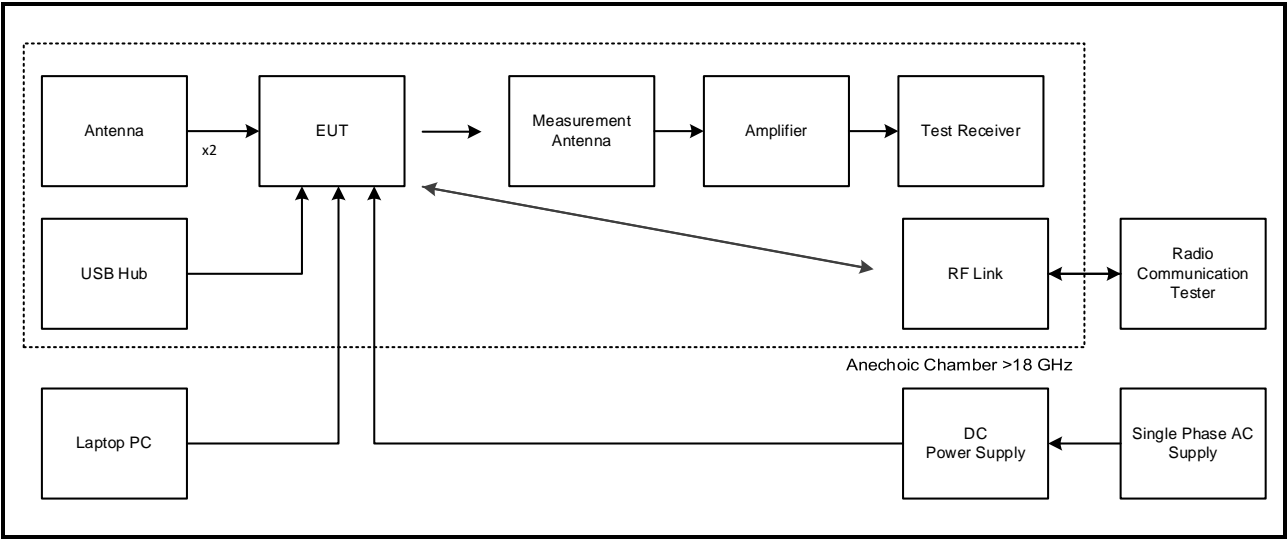 Antenna
x2
EUT
Measurement
Antenna
Amplifier
Test Receiver
USB Hub
RF Link
Radio
Communication
Tester
Anechoic Chamber >18 GHz
Laptop PC
DC
Power Supply
Single Phase AC
Supply